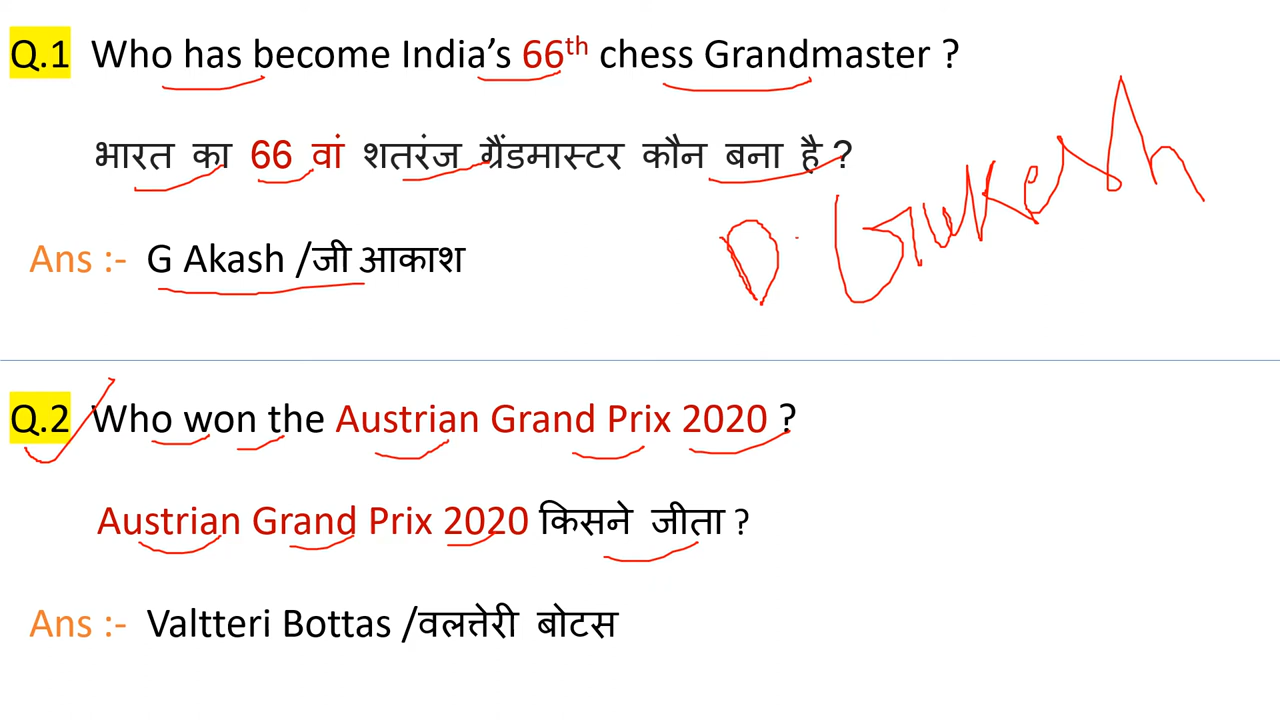 Q.1 Who has become India’s 66th chess Grandmaster ?
भारत का 66 वां शतरंज ग्रैंडमास्टर कौन बना है ?
D. Gukesh
Ans :- G Akash /जी आकाश
Q.2 Who won the Austrian Grand Prix 2020 ?
Austrian Grand Prix 2020 किसने जीता ?
Ans :- Valtteri Bottas /वलत्तेरी बोटस